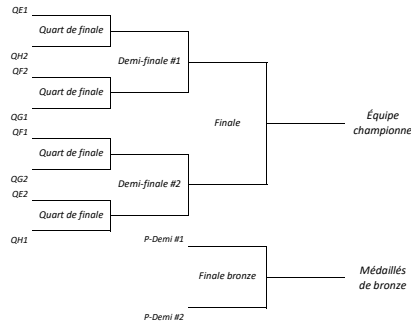 QE1
Quart de finale
QH2
Demi-finale #1
QF2
Quart de finale
QG1
Finale
Équipe
championne
QF1
Quart de finale
QG2
Demi-finale #2
QE2
Quart de finale
QH1
P-Demi #1
Finale bronze
Médaillés
de bronze
P-Demi #2